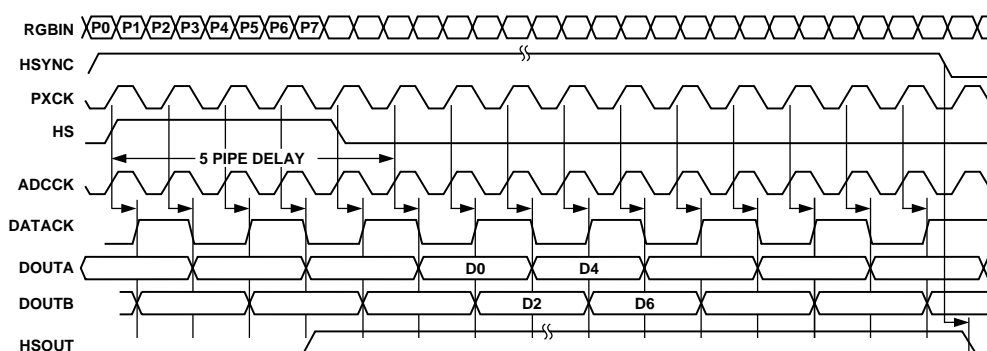 RGBIN P0 P1 P2 P3 P4 P5 P6 P7
HSYNC
PXCK
HS
5 PIPE DELAY
ADCCK
DATACK
DOUTA D0 D4
DOUTB D2 D6
HSOUT